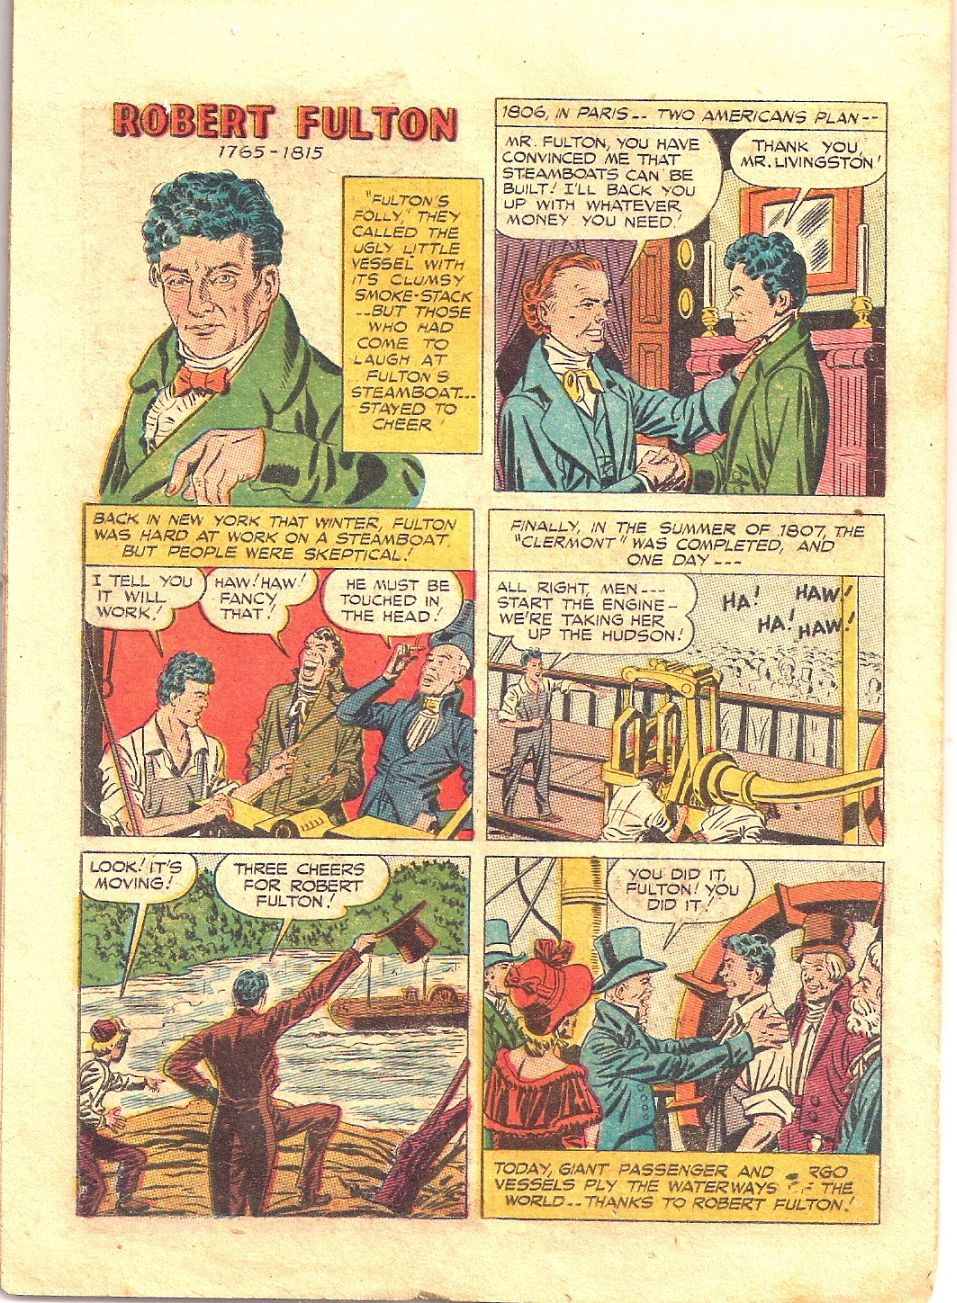 ROBERT FULTON
1765-1815
"FULTON'S
FOLLY," THEY
CALLED THE
UGLY LITTLE
VESSEL WITH
ITS CLUMSY
SMOKE-STACK
--BUT THOSE
WHO HAD
COME TO
LAUGH AT
FULTON'S
STEAMBOAT...
STAYED TO
CHEER!
1806, IN PARIS-- TWO AMERICANS PLAN--
MR. FULTON, YOU HAVE
CONVINCED ME THAT
STEAMBOATS CAN BE
BUILT! I'LL BACK YOU
UP WITH WHATEVER
MONEY YOU NEED!
THANK YOU,
MR. LIVINGSTON!
BACK IN NEW YORK THAT WINTER, FULTON
WAS HARD AT WORK ON A STEAMBOAT
BUT PEOPLE WERE SKEPTICAL!
I TELL YOU
IT WILL
WORK!
HAW! HAW!
FANCY
THAT!
HE MUST BE
TOUCHED IN
THE HEAD!
FINALLY, IN THE SUMMER OF 1807, THE
"CLERMONT" WAS COMPLETED, AND
ONE DAY ---
ALL RIGHT, MEN---
START THE ENGINE-
WE'RE TAKING HER
UP THE HUDSON!
HA! HAW!
HA! HAW!
LOOK! IT'S
MOVING!
THREE CHEERS
FOR ROBERT
FULTON!
YOU DID IT,
FULTON! YOU
DID IT!
TODAY, GIANT PASSENGER AND RGO
VESSELS PLY THE WATERWAYS THE
WORLD--THANKS TO ROBERT FULTON!